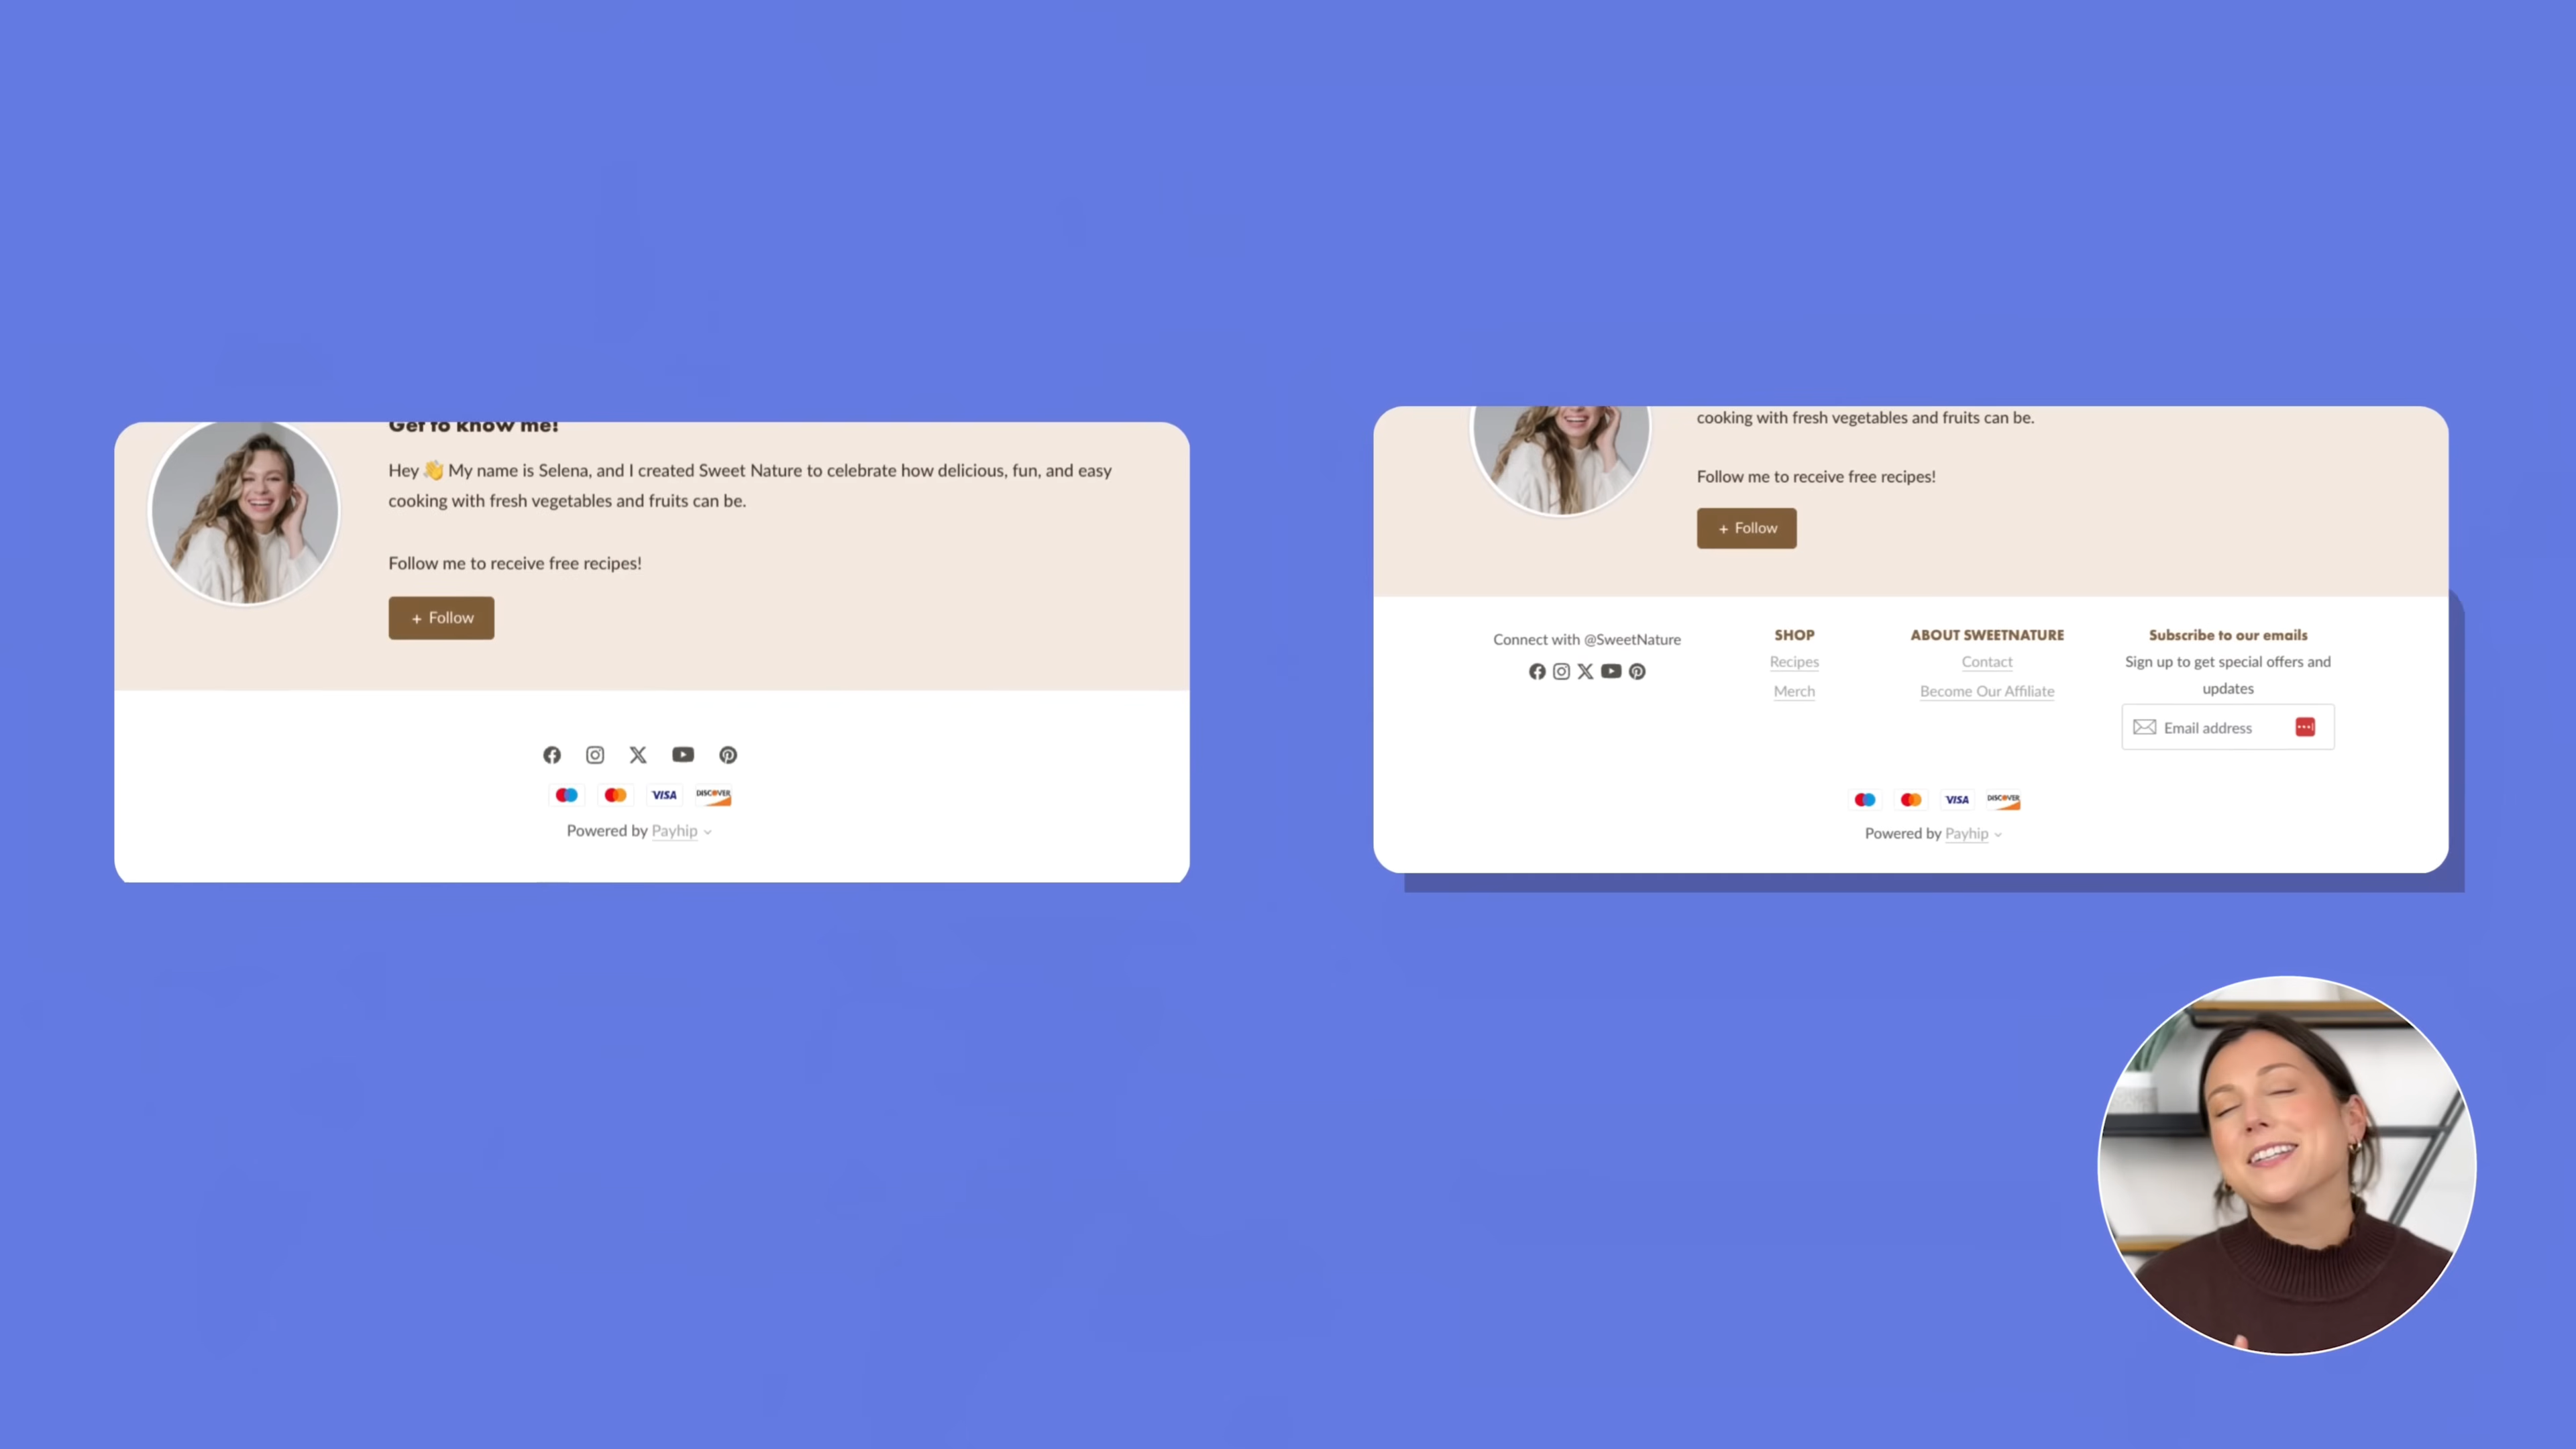 Get to know me!
Hey 👋 My name is Selena, and I created Sweet Nature to celebrate how delicious, fun, and easy
cooking with fresh vegetables and fruits can be.
Follow me to receive free recipes!
+ Follow
VISA
DISCOVER
Powered by Payhip
cooking with fresh vegetables and fruits can be.
Follow me to receive free recipes!
+ Follow
Connect with @SweetNature
SHOP
Recipes
Merch
ABOUT SWEETNATURE
Contact
Become Our Affiliate
Subscribe to our emails
Sign up to get special offers and
updates
Email address
VISA
DISCOVER
Powered by Payhip